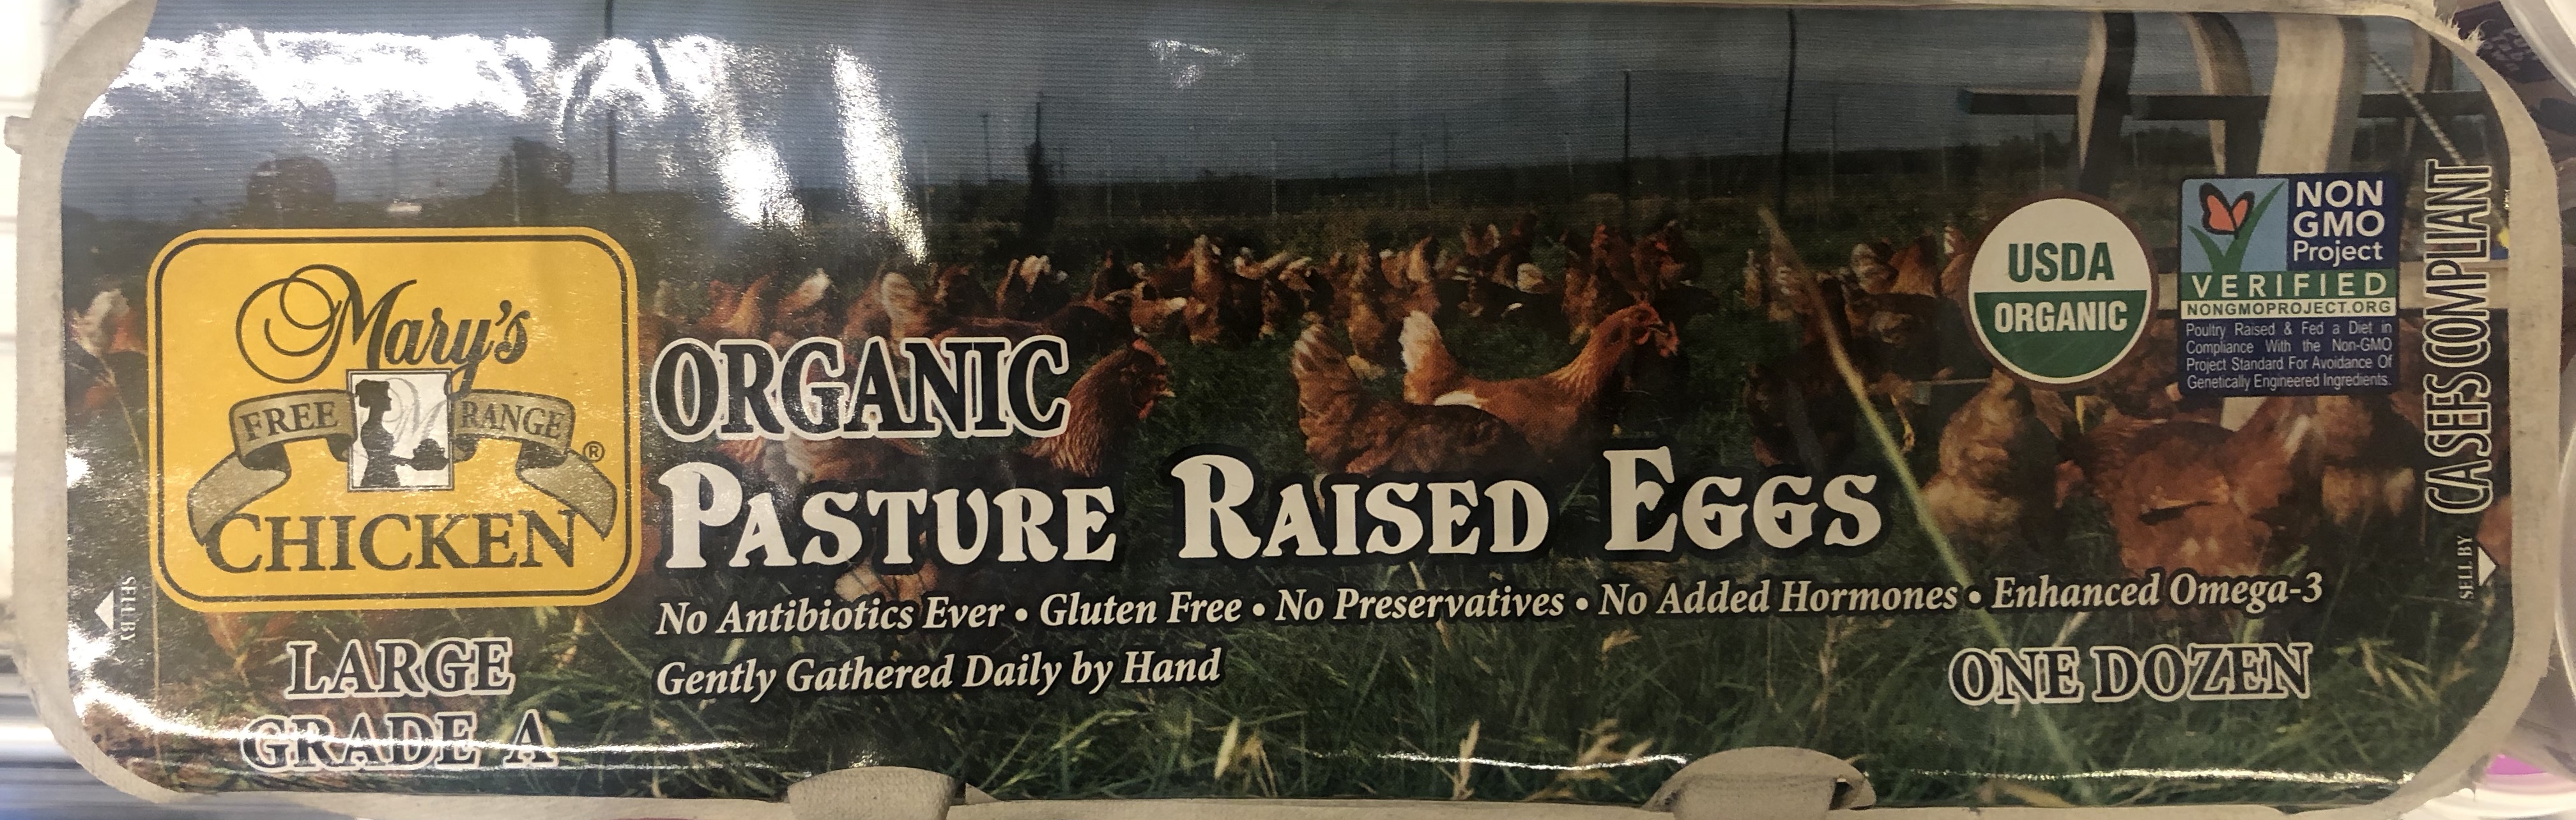 Mary's
FREE RANGE
CHICKEN
®
LARGE
GRADE A
SELL BY
ORGANIC
PASTURE RAISED EGGS
No Antibiotics Ever • Gluten Free • No Preservatives • No Added Hormones • Enhanced Omega-3
Gently Gathered Daily by Hand
ONE DOZEN
USDA
ORGANIC
NON
GMO
Project
VERIFIED
NONGMOPROJECT.ORG
Poultry Raised & Fed a Diet in
Compliance With the Non-GMO
Project Standard For Avoidance Of
Genetically Engineered Ingredients.
CA SEFS COMPLIANT
SELL BY